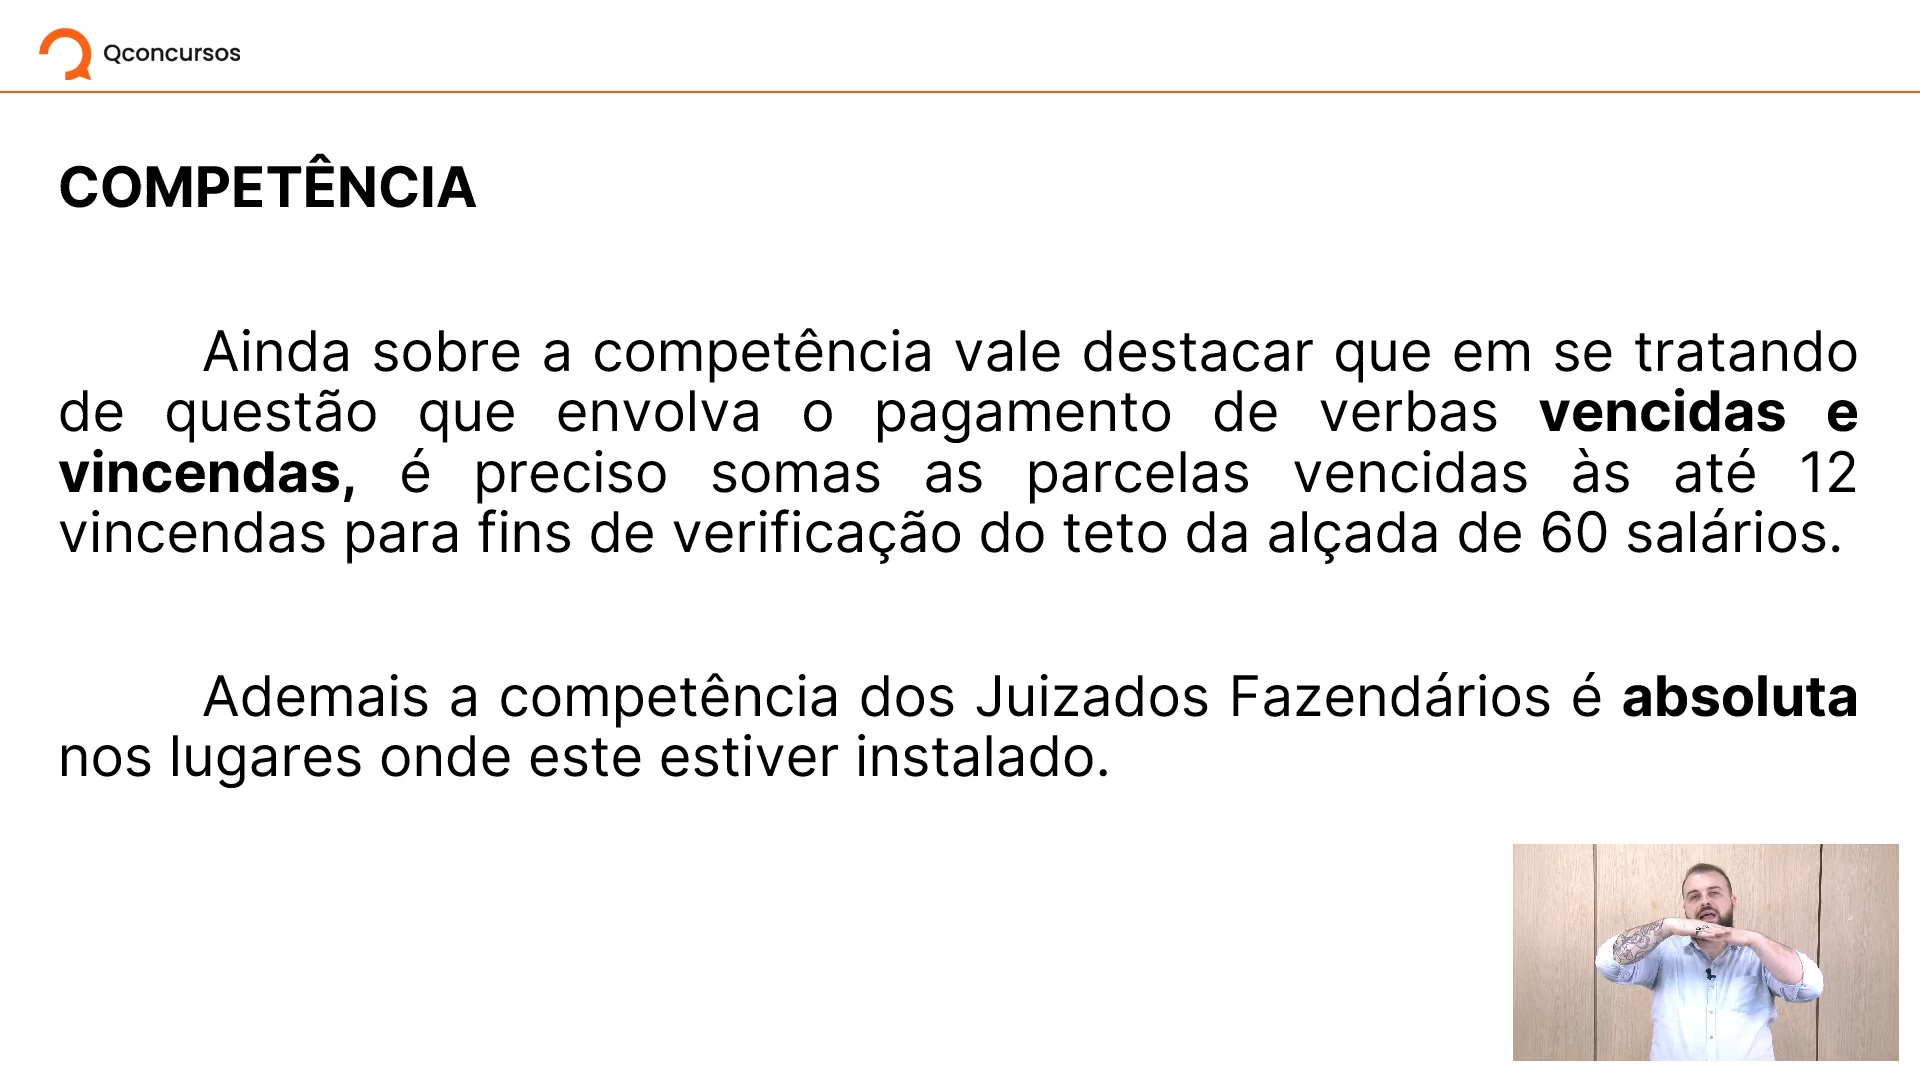 Qconcursos
COMPETÊNCIA
Ainda sobre a competência vale destacar que em se tratando
de questão que envolva o pagamento de verbas vencidas e
vincendas, é preciso somas as parcelas vencidas às até 12
vincendas para fins de verificação do teto da alçada de 60 salários.
Ademais a competência dos Juizados Fazendários é absoluta
nos lugares onde este estiver instalado.